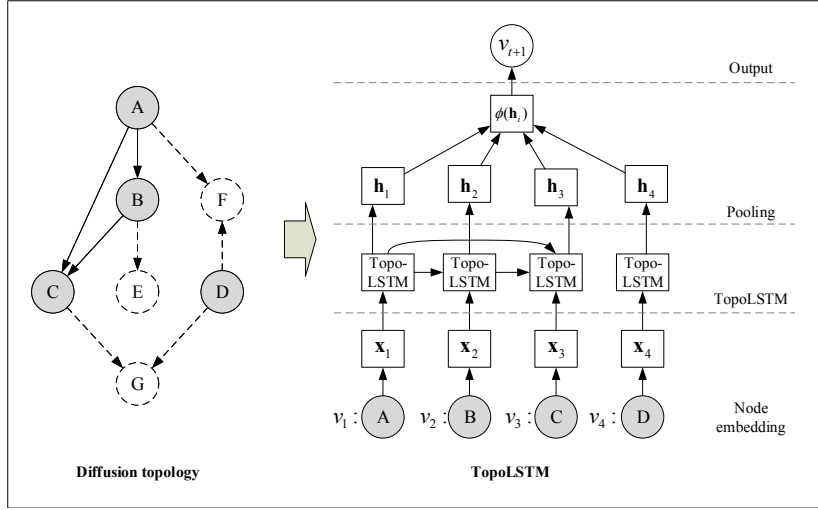 A
B
F
C
E
D
G
Diffusion topology
v_{t+1}
Output
ϕ(h_i)
h_1 h_2 h_3 h_4
Pooling
Topo-LSTM Topo-LSTM Topo-LSTM Topo-LSTM
TopoLSTM
x_1 x_2 x_3 x_4
v_1 : A v_2 : B v_3 : C v_4 : D
Node
embedding
TopoLSTM